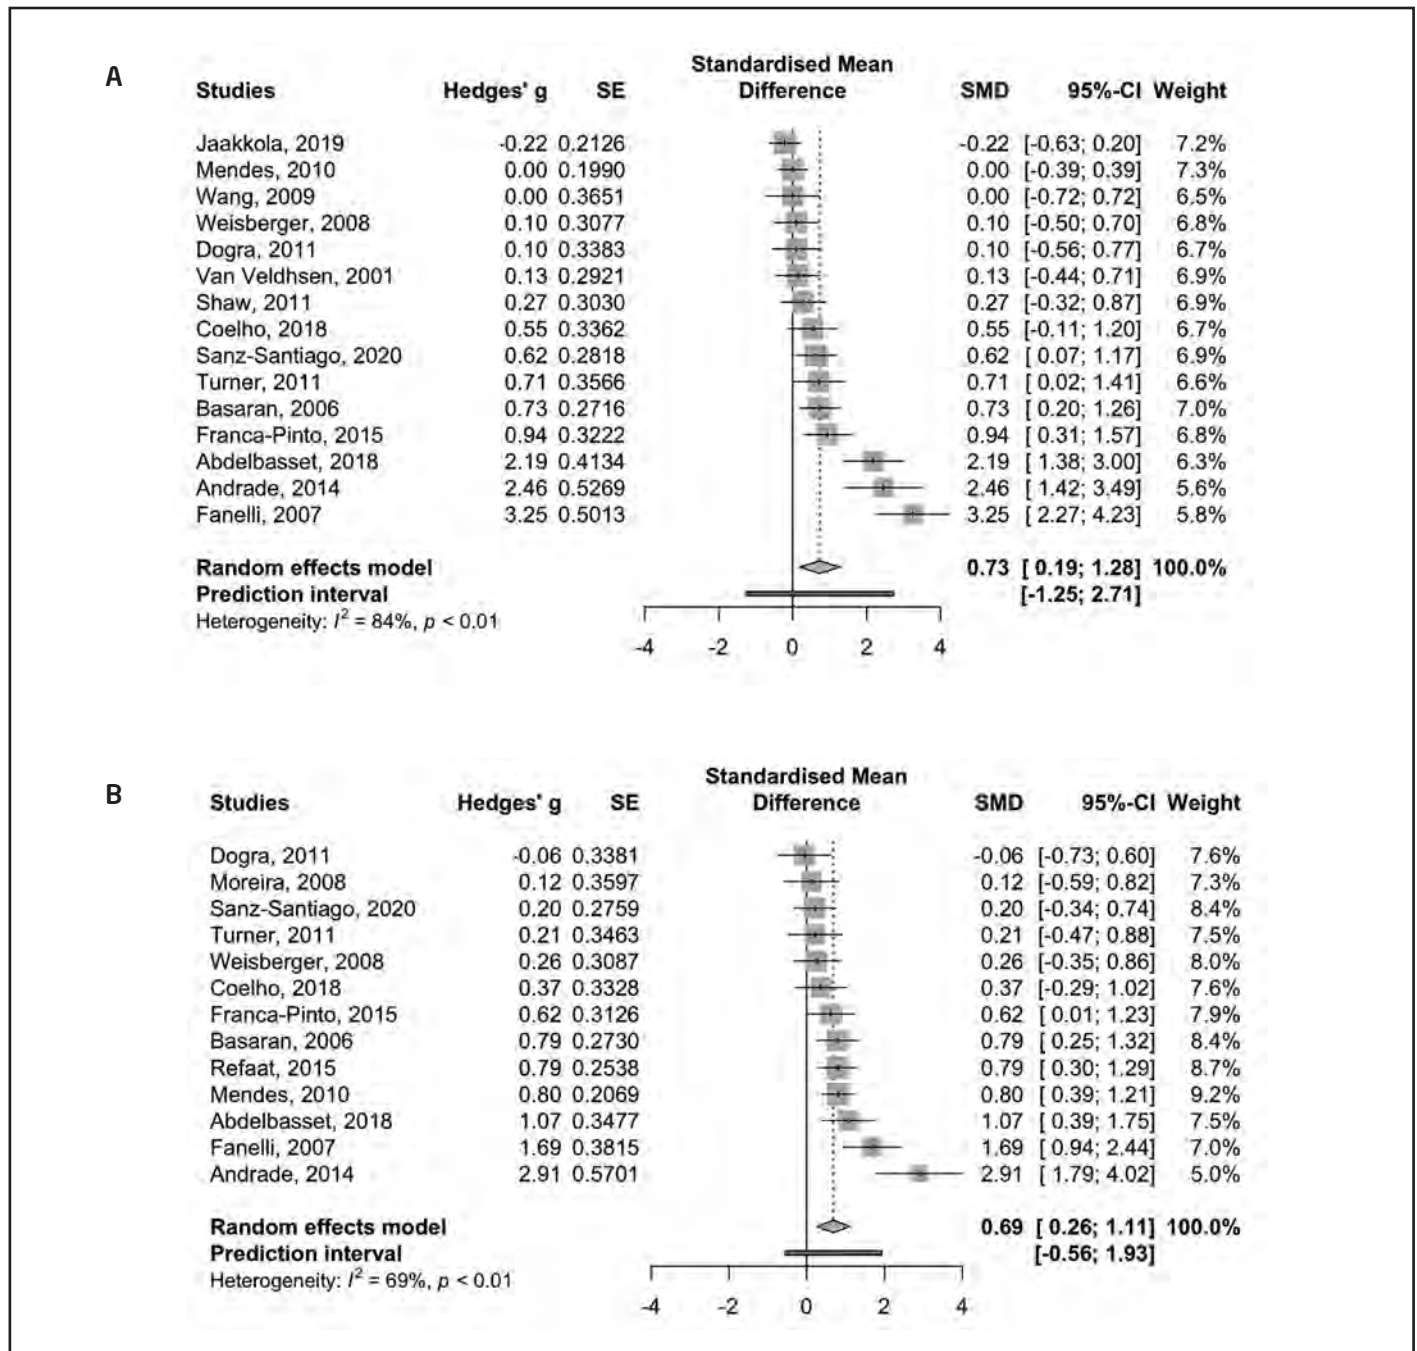 A
Standardised Mean
Studies Hedges' g SE Difference SMD 95%-CI Weight
Jaakkola, 2019 -0.22 0.2126 -0.22 [-0.63; 0.20] 7.2%
Mendes, 2010 0.00 0.1990 0.00 [-0.39; 0.39] 7.3%
Wang, 2009 0.00 0.3651 0.00 [-0.72; 0.72] 6.5%
Weisberger, 2008 0.10 0.3077 0.10 [-0.50; 0.70] 6.8%
Dogra, 2011 0.10 0.3383 0.10 [-0.56; 0.77] 6.7%
Van Veldhsen, 2001 0.13 0.2921 0.13 [-0.44; 0.71] 6.9%
Shaw, 2011 0.27 0.3030 0.27 [-0.32; 0.87] 6.9%
Coelho, 2018 0.55 0.3362 0.55 [-0.11; 1.20] 6.7%
Sanz-Santiago, 2020 0.62 0.2818 0.62 [ 0.07; 1.17] 6.9%
Turner, 2011 0.71 0.3566 0.71 [ 0.02; 1.41] 6.6%
Basaran, 2006 0.73 0.2716 0.73 [ 0.20; 1.26] 7.0%
Franca-Pinto, 2015 0.94 0.3222 0.94 [ 0.31; 1.57] 6.8%
Abdelbasset, 2018 2.19 0.4134 2.19 [ 1.38; 3.00] 6.3%
Andrade, 2014 2.46 0.5269 2.46 [ 1.42; 3.49] 5.6%
Fanelli, 2007 3.25 0.5013 3.25 [ 2.27; 4.23] 5.8%
Random effects model 0.73 [ 0.19; 1.28] 100.0%
Prediction interval [-1.25; 2.71]
Heterogeneity: I² = 84%, p < 0.01
-4 -2 0 2 4
B
Standardised Mean
Studies Hedges' g SE Difference SMD 95%-CI Weight
Dogra, 2011 -0.06 0.3381 -0.06 [-0.73; 0.60] 7.6%
Moreira, 2008 0.12 0.3597 0.12 [-0.59; 0.82] 7.3%
Sanz-Santiago, 2020 0.20 0.2759 0.20 [-0.34; 0.74] 8.4%
Turner, 2011 0.21 0.3463 0.21 [-0.47; 0.88] 7.5%
Weisberger, 2008 0.26 0.3087 0.26 [-0.35; 0.86] 8.0%
Coelho, 2018 0.37 0.3328 0.37 [-0.29; 1.02] 7.6%
Franca-Pinto, 2015 0.62 0.3126 0.62 [ 0.01; 1.23] 7.9%
Basaran, 2006 0.79 0.2730 0.79 [ 0.25; 1.32] 8.4%
Refaat, 2015 0.79 0.2538 0.79 [ 0.30; 1.29] 8.7%
Mendes, 2010 0.80 0.2069 0.80 [ 0.39; 1.21] 9.2%
Abdelbasset, 2018 1.07 0.3477 1.07 [ 0.39; 1.75] 7.5%
Fanelli, 2007 1.69 0.3815 1.69 [ 0.94; 2.44] 7.0%
Andrade, 2014 2.91 0.5701 2.91 [ 1.79; 4.02] 5.0%
Random effects model 0.69 [ 0.26; 1.11] 100.0%
Prediction interval [-0.56; 1.93]
Heterogeneity: I² = 69%, p < 0.01
-4 -2 0 2 4